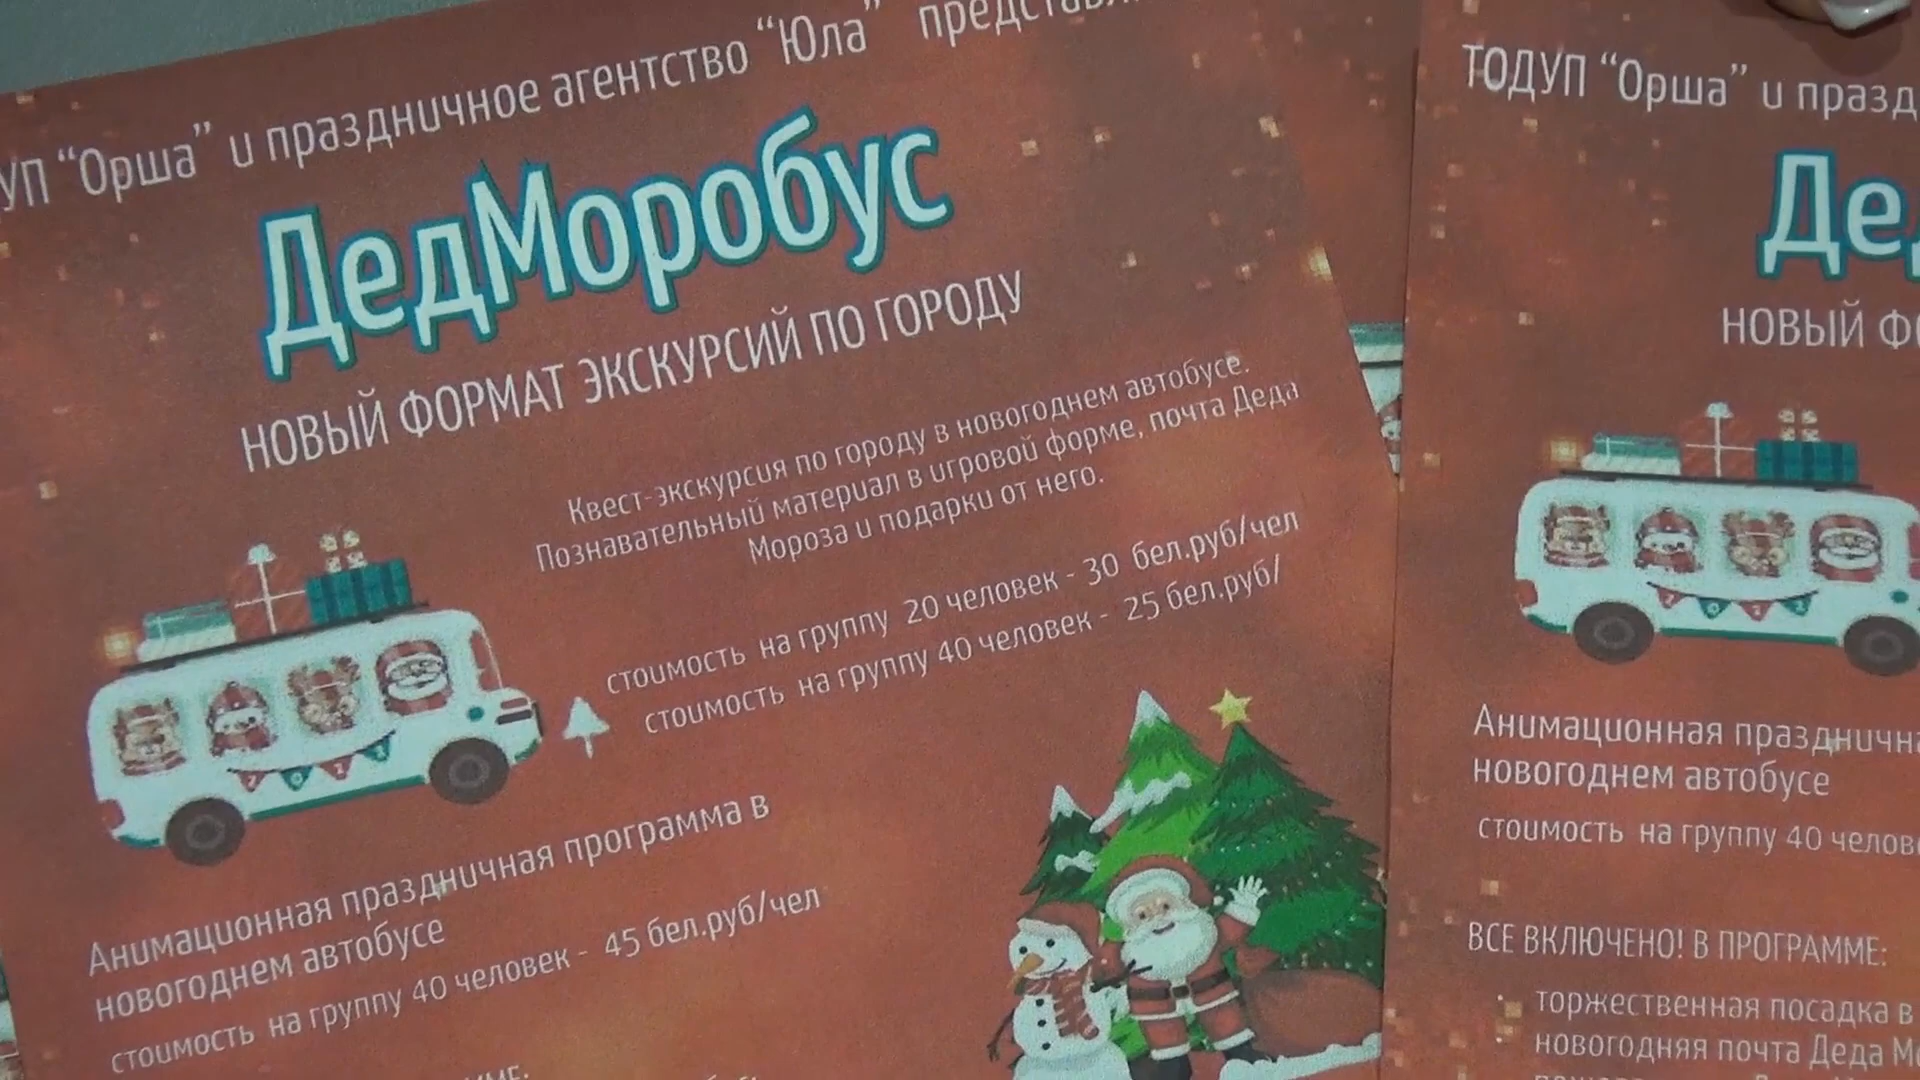 УП “Орша” и праздничное агентство “Юла”
ДедМоробус
НОВЫЙ ФОРМАТ ЭКСКУРСИЙ ПО ГОРОДУ
Квест-экскурсия по городу в новогоднем автобусе.
Познавательный материал в игровой форме, почта Деда
Мороза и подарки от него.
стоимость на группу 20 человек - 30 бел.руб/чел
стоимость на группу 40 человек - 25 бел.руб/
Анимационная праздничная программа в
новогоднем автобусе
стоимость на группу 40 человек - 45 бел.руб/чел
ТОДУП “Орша” и празд
Де
НОВЫЙ
Анимационная праздничн
новогоднем автобусе
стоимость на группу 40 челов
ВСЕ ВКЛЮЧЕНО! В ПРОГРАММЕ:
торжественная посадка в
новогодняя почта Деда М